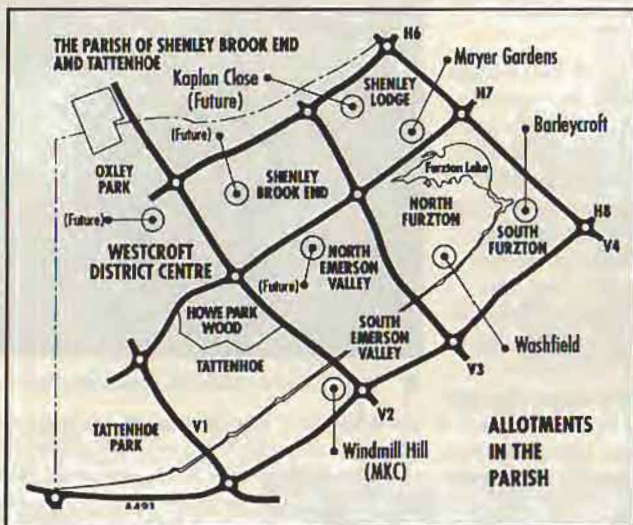 THE PARISH OF SHENLEY BROOK END
AND TATTENHOE
H6
Mayer Gardens
Kaplan Close
(Future)
SHENLEY
LODGE
H7
(Future)
Barleycroft
OXLEY
PARK
SHENLEY
BROOK END
Furzton Lake
NORTH
FURZTON
(Future)
H8
SOUTH
FURZTON
V4
WESTCROFT
DISTRICT CENTRE
(Future)
NORTH
EMERSON
VALLEY
HOWE PARK
WOOD
SOUTH
EMERSON
VALLEY
TATTENHOE
Washfield
V3
V2
TATTENHOE
PARK
V1
Windmill Hill
(MKC)
ALLOTMENTS
IN THE
PARISH
A421